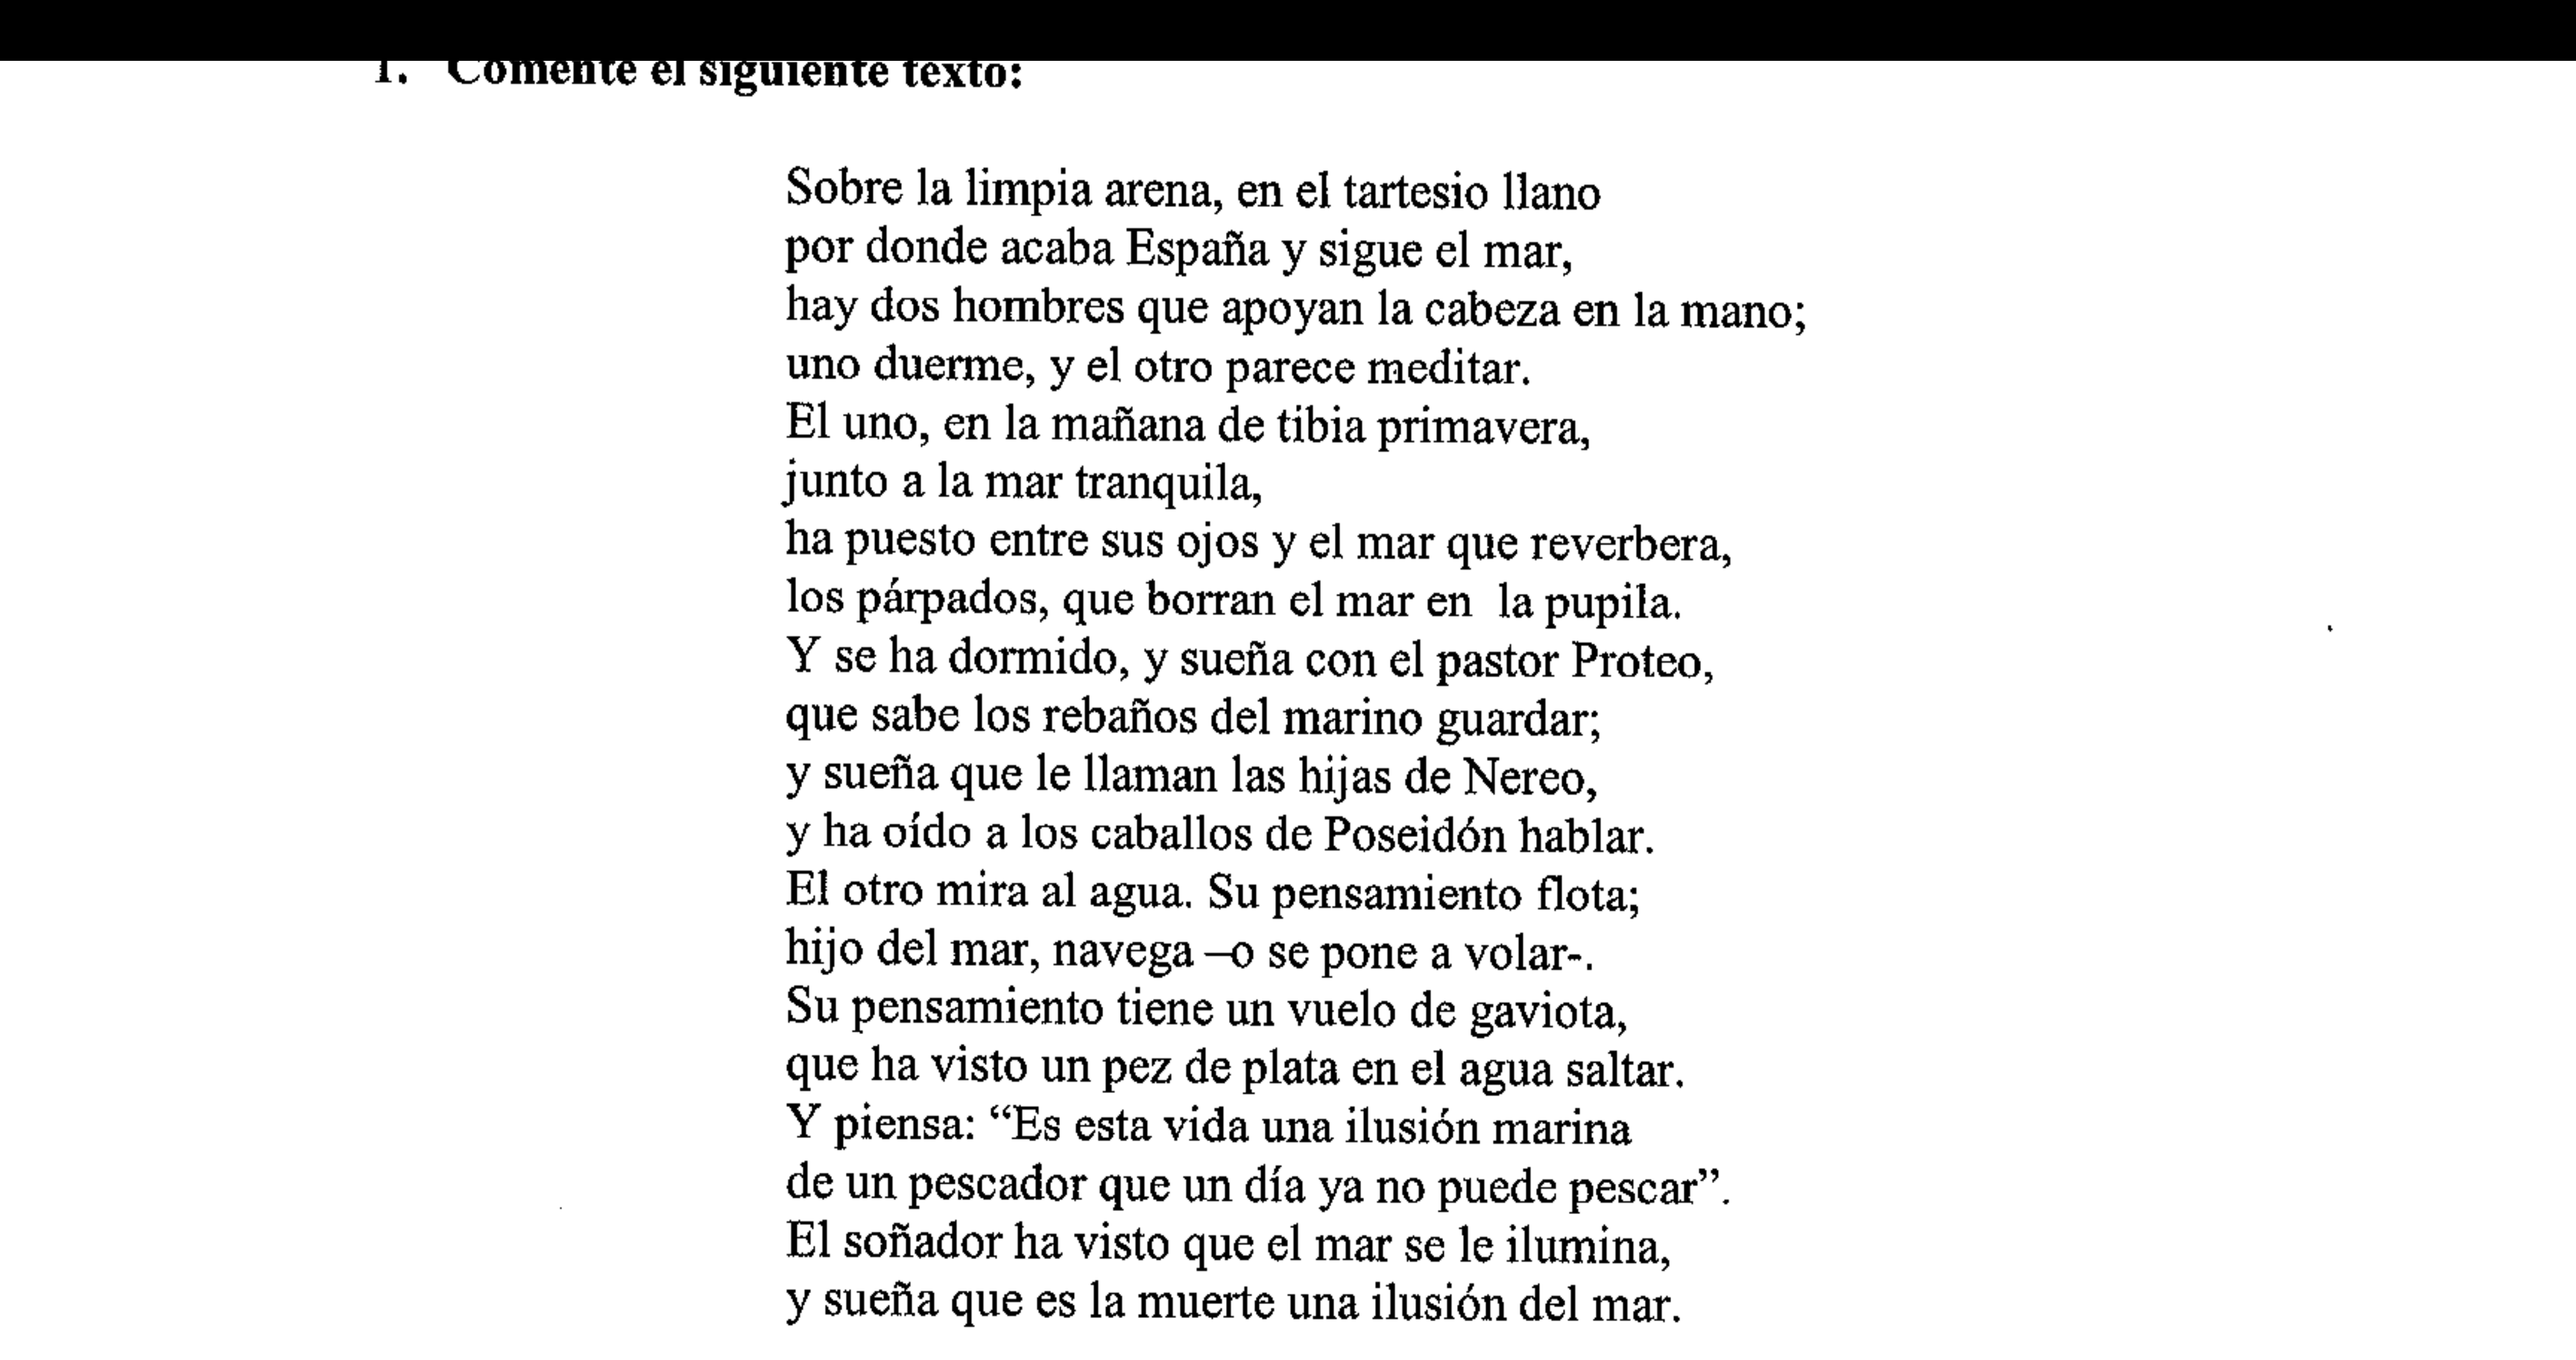 1. Comente el siguiente texto:
Sobre la limpia arena, en el tartesio llano
por donde acaba España y sigue el mar,
hay dos hombres que apoyan la cabeza en la mano;
uno duerme, y el otro parece meditar.
El uno, en la mañana de tibia primavera,
junto a la mar tranquila,
ha puesto entre sus ojos y el mar que reverbera,
los párpados, que borran el mar en la pupila.
Y se ha dormido, y sueña con el pastor Proteo,
que sabe los rebaños del marino guardar;
y sueña que le llaman las hijas de Nereo,
y ha oído a los caballos de Poseidón hablar.
El otro mira al agua. Su pensamiento flota;
hijo del mar, navega –o se pone a volar-.
Su pensamiento tiene un vuelo de gaviota,
que ha visto un pez de plata en el agua saltar.
Y piensa: “Es esta vida una ilusión marina
de un pescador que un día ya no puede pescar”.
El soñador ha visto que el mar se le ilumina,
y sueña que es la muerte una ilusión del mar.